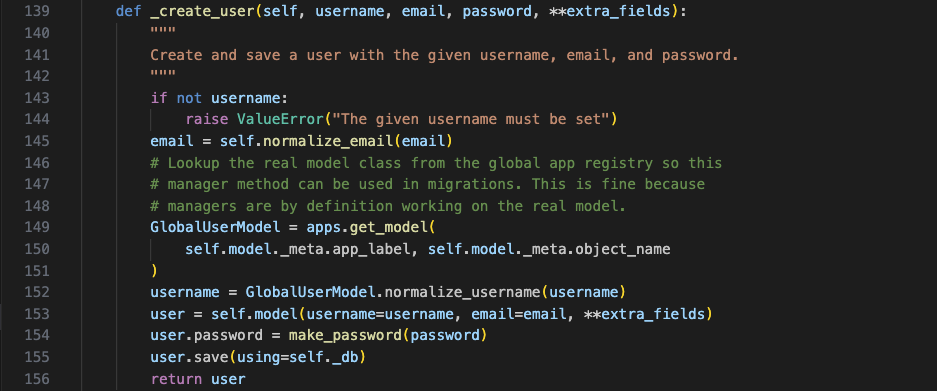 139 def _create_user(self, username, email, password, **extra_fields):
140 """
141 Create and save a user with the given username, email, and password.
142 """
143 if not username:
144 raise ValueError("The given username must be set")
145 email = self.normalize_email(email)
146 # Lookup the real model class from the global app registry so this
147 # manager method can be used in migrations. This is fine because
148 # managers are by definition working on the real model.
149 GlobalUserModel = apps.get_model(
150 self.model._meta.app_label, self.model._meta.object_name
151 )
152 username = GlobalUserModel.normalize_username(username)
153 user = self.model(username=username, email=email, **extra_fields)
154 user.password = make_password(password)
155 user.save(using=self._db)
156 return user